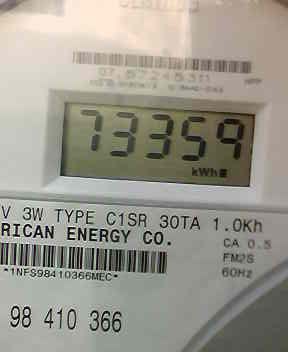 73359
kWh
V 3W TYPE C1SR 30TA 1.0Kh
RICAN ENERGY CO.
CA 0.5
FM2S
60Hz
*1NFS98410366MEC*
98 410 366